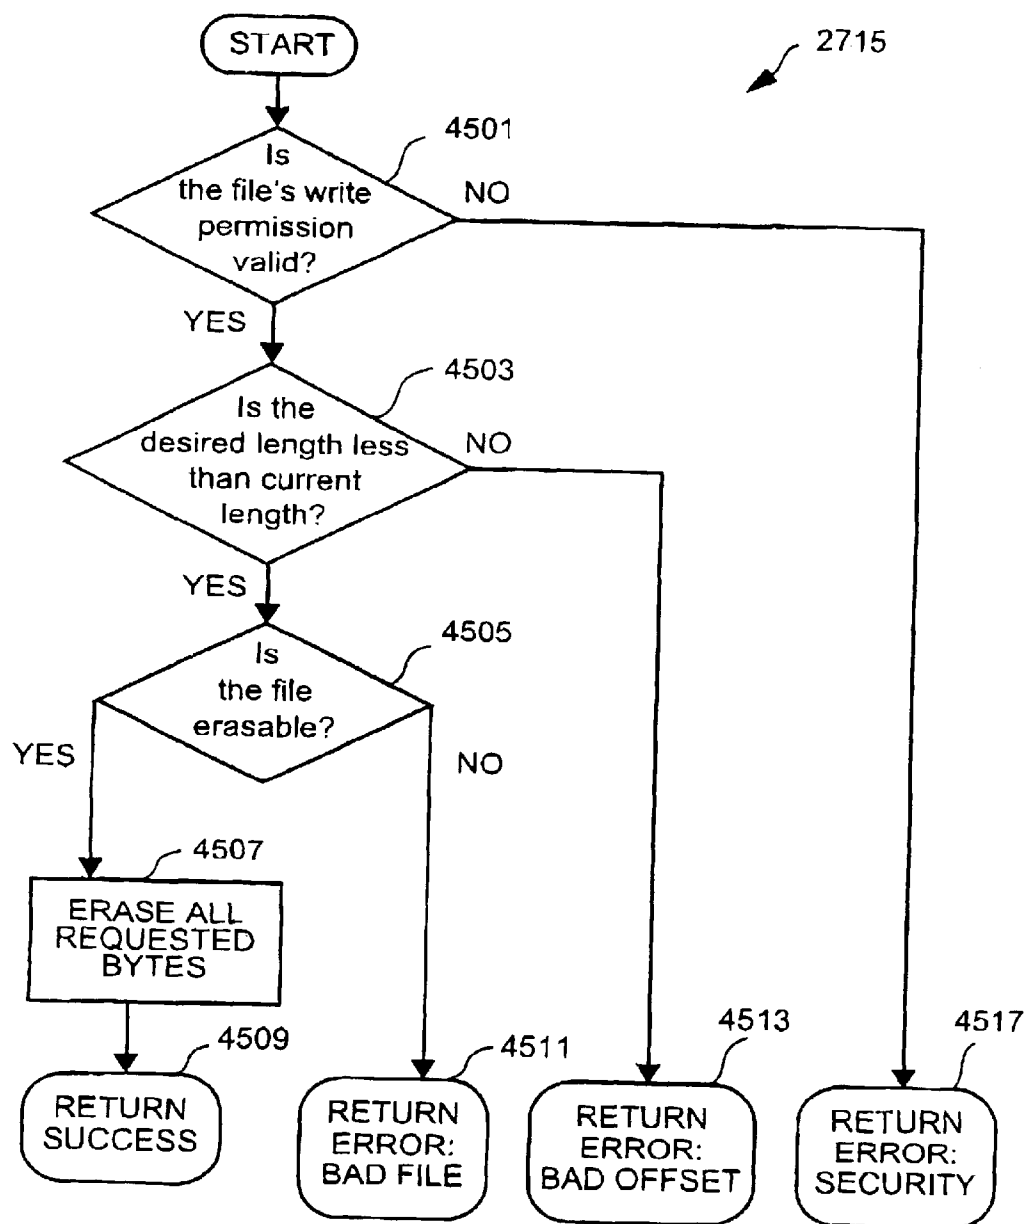 START
2715
4501
Is
the file's write
permission
valid?
NO
YES
4503
Is the
desired length less
than current
length?
NO
YES
4505
Is
the file
erasable?
YES
NO
4507
ERASE ALL
REQUESTED
BYTES
4509
RETURN
SUCCESS
4511
RETURN
ERROR:
BAD FILE
4513
RETURN
ERROR:
BAD OFFSET
4517
RETURN
ERROR:
SECURITY